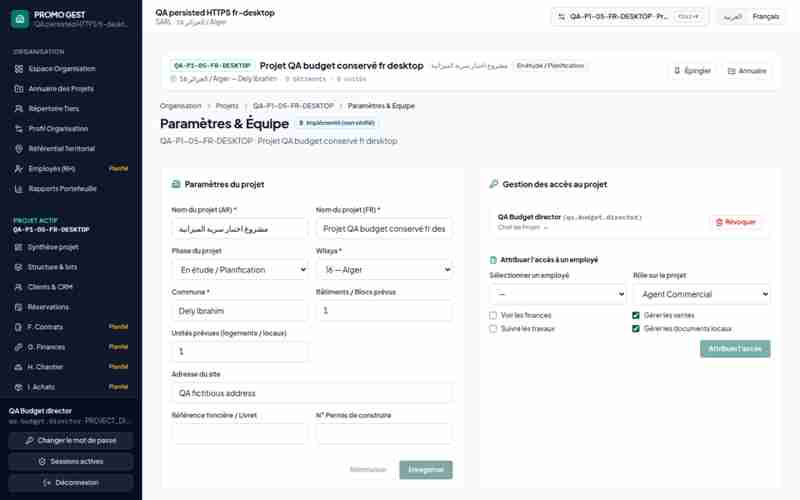 PROMO GEST
QA persisted HTTPS fr-deskt...
ORGANISATION
Espace Organisation
Annuaire des Projets
Répertoire Tiers
Profil Organisation
Référentiel Territorial
Employés (RH) Planifié
Rapports Portefeuille
PROJET ACTIF
QA-P1-05-FR-DESKTOP
Synthèse projet
Structure & lots
Clients & CRM
Réservations
F. Contrats Planifié
G. Finances Planifié
H. Chantier Planifié
I. Achats Planifié
QA Budget director
qa.budget.director · PROJECT_DI...
Changer le mot de passe
Sessions actives
Déconnexion
QA persisted HTTPS fr-desktop
SARL · 16 الجزائر / Alger
QA-P1-05-FR-DESKTOP · Pr... Ctrl+K
العربية Français
QA-P1-05-FR-DESKTOP Projet QA budget conservé fr desktop مشروع اختبار سرية الميزانية En étude / Planification
16 الجزائر / Alger — Dely Ibrahim · 0 bâtiments · 0 unités
Épingler
Annuaire
Organisation > Projets > QA-P1-05-FR-DESKTOP > Paramètres & Équipe
Paramètres & Équipe
Implémenté (non vérifié)
QA-P1-05-FR-DESKTOP · Projet QA budget conservé fr desktop
Paramètres du projet
Nom du projet (AR) *
Nom du projet (FR) *
مشروع اختبار سرية الميزانية
Projet QA budget conservé fr des
Phase du projet
Wilaya *
En étude / Planification
16 — Alger
Commune *
Bâtiments / Blocs prévus
Dely Ibrahim
1
Unités prévues (logements / locaux)
1
Adresse du site
QA fictitious address
Référence foncière / Livret
N° Permis de construire
Réinitialiser
Enregistrer
Gestion des accès au projet
QA Budget director (qa.budget.director)
Chef de Projet —
Révoquer
Attribuer l'accès à un employé
Sélectionner un employé
Rôle sur le projet
—
Agent Commercial
Voir les finances
Gérer les ventes
Suivre les travaux
Gérer les documents locaux
Attribuer l'accès